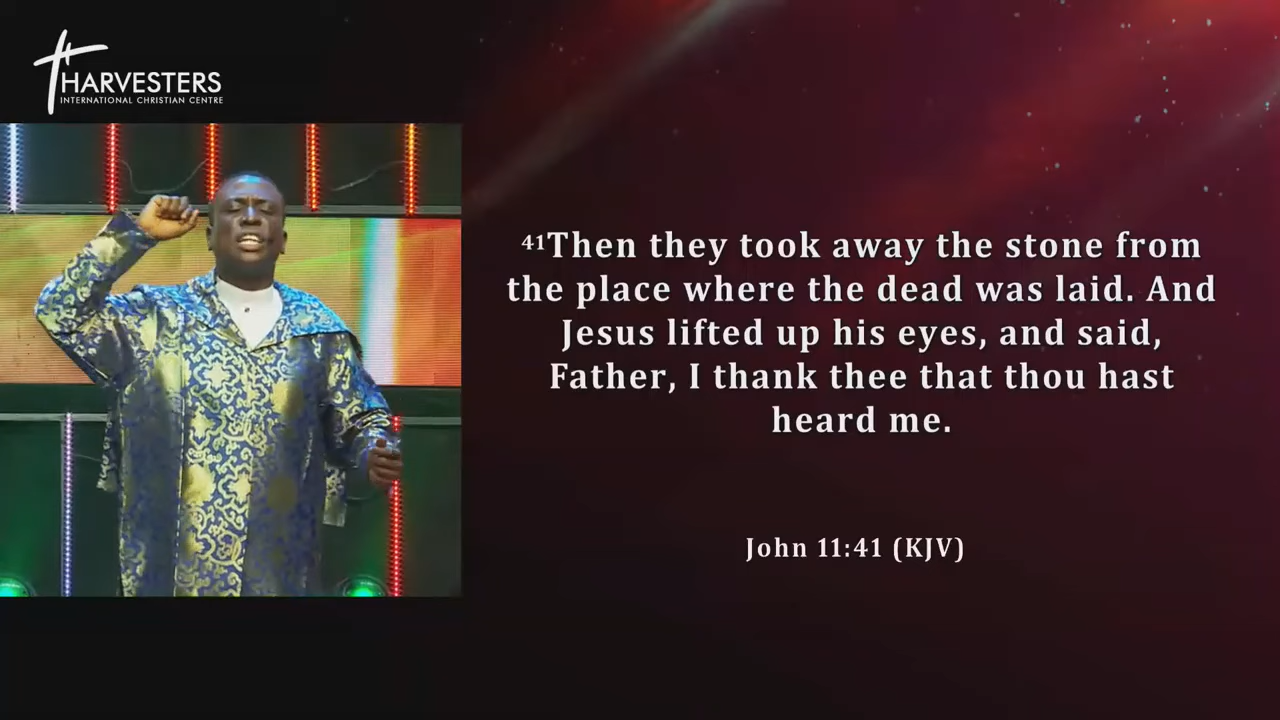 HARVESTERS
INTERNATIONAL CHRISTIAN CENTRE
41Then they took away the stone from
the place where the dead was laid. And
Jesus lifted up his eyes, and said,
Father, I thank thee that thou hast
heard me.
John 11:41 (KJV)